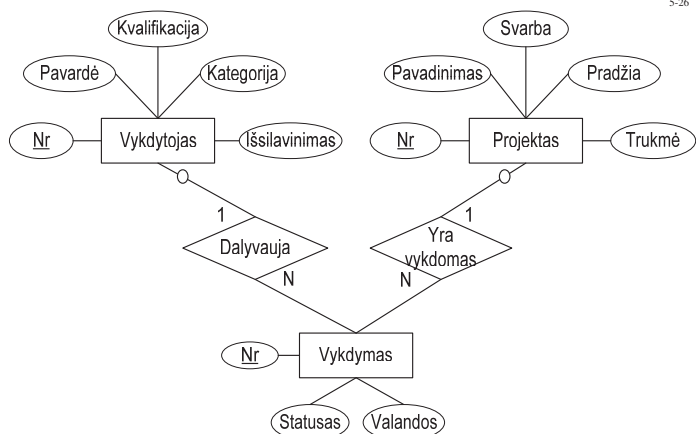 5-26
Kvalifikacija
Svarba
Pavardė
Kategorija
Pavadinimas
Pradžia
Nr
Vykdytojas
Išsilavinimas
Nr
Projektas
Trukmė
1
1
Dalyvauja
Yra
vykdomas
N
N
Nr
Vykdymas
Statusas
Valandos